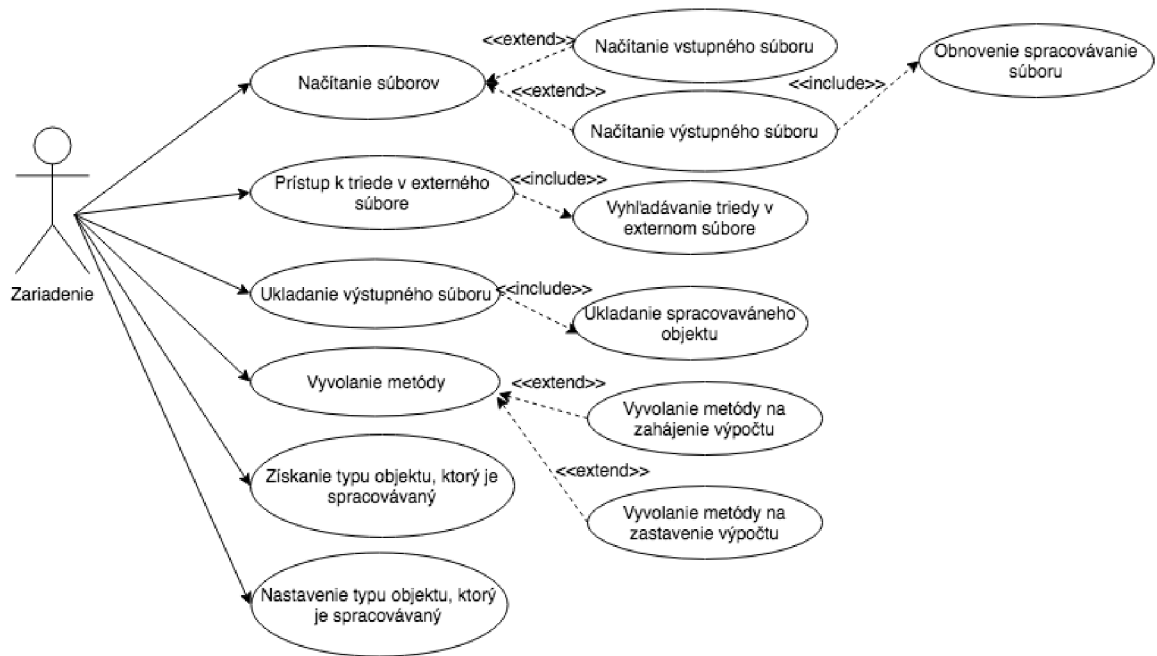 <<extend>>
Načítanie vstupného súboru
Obnovenie spracovávanie
súboru
Načítanie súborov
<<extend>>
<<include>>
Načítanie výstupného súboru
Prístup k triede v externého
súbore
<<include>>
Vyhľadávanie triedy v
externom súbore
Zariadenie
Ukladanie výstupného súboru
<<include>>
Ukladanie spracovaváneho
objektu
Vyvolanie metódy
<<extend>>
Vyvolanie metódy na
zahájenie výpočtu
<<extend>>
Získanie typu objektu, ktorý je
spracovávaný
Vyvolanie metódy na
zastavenie výpočtu
Nastavenie typu objektu, ktorý
je spracovávaný